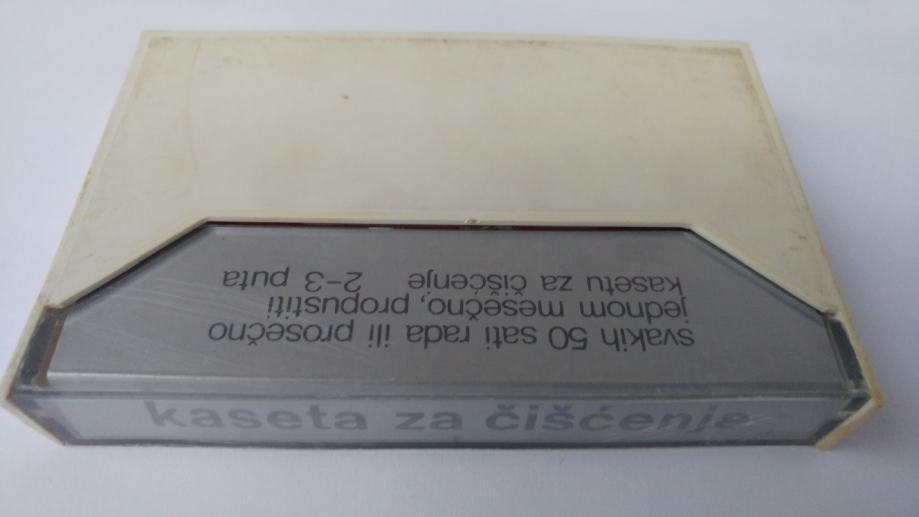 svakih 50 sati rada ili prosečno
jednom mesečno, propustiti
kasetu za čišćenje 2-3 puta
kaseta za čišćenje